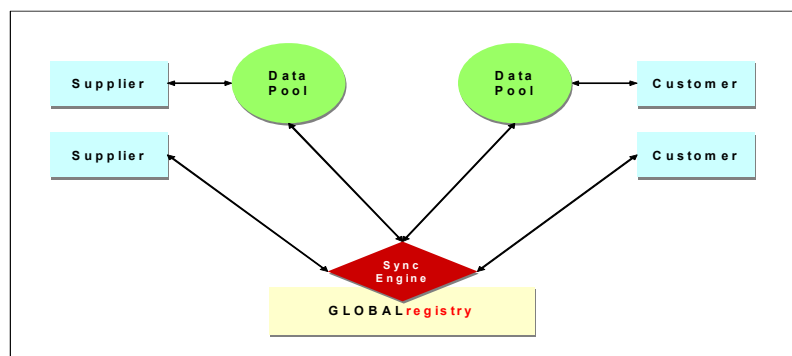 Data
Pool
Data
Pool
Supplier
Customer
Supplier
Customer
Sync
Engine
GLOBALregistry